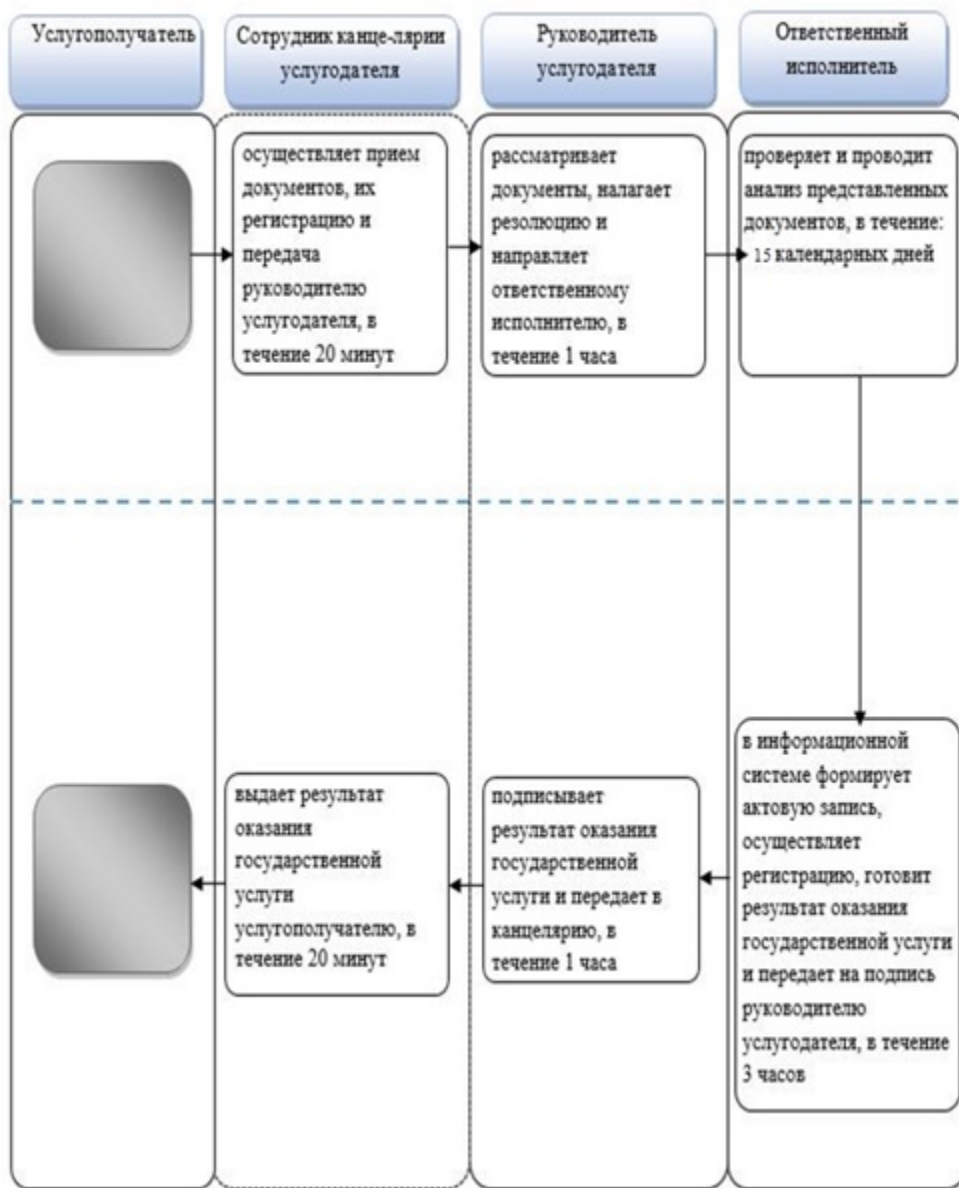 Услугополучатель
Сотрудник канце-лярии
услугодателя
Руководитель
услугодателя
Ответственный
исполнитель
осуществляет прием
документов, их
регистрацию и
передача
руководителю
услугодателя, в
течение 20 минут
рассматривает
документы, налагает
резолюцию и
направляет
ответственному
исполнителю, в
течение 1 часа
проверяет и проводит
анализ представленных
документов, в течение:
15 календарных дней
в информационной
системе формирует
актовую запись,
осуществляет
регистрацию, готовит
результат оказания
государственной услуги
и передает на подпись
руководителю
услугодателя, в течение
3 часов
подписывает
результат оказания
государственной
услуги и передает в
канцелярию, в
течение 1 часа
выдает результат
оказания
государственной
услуги
услугополучателю, в
течение 20 минут